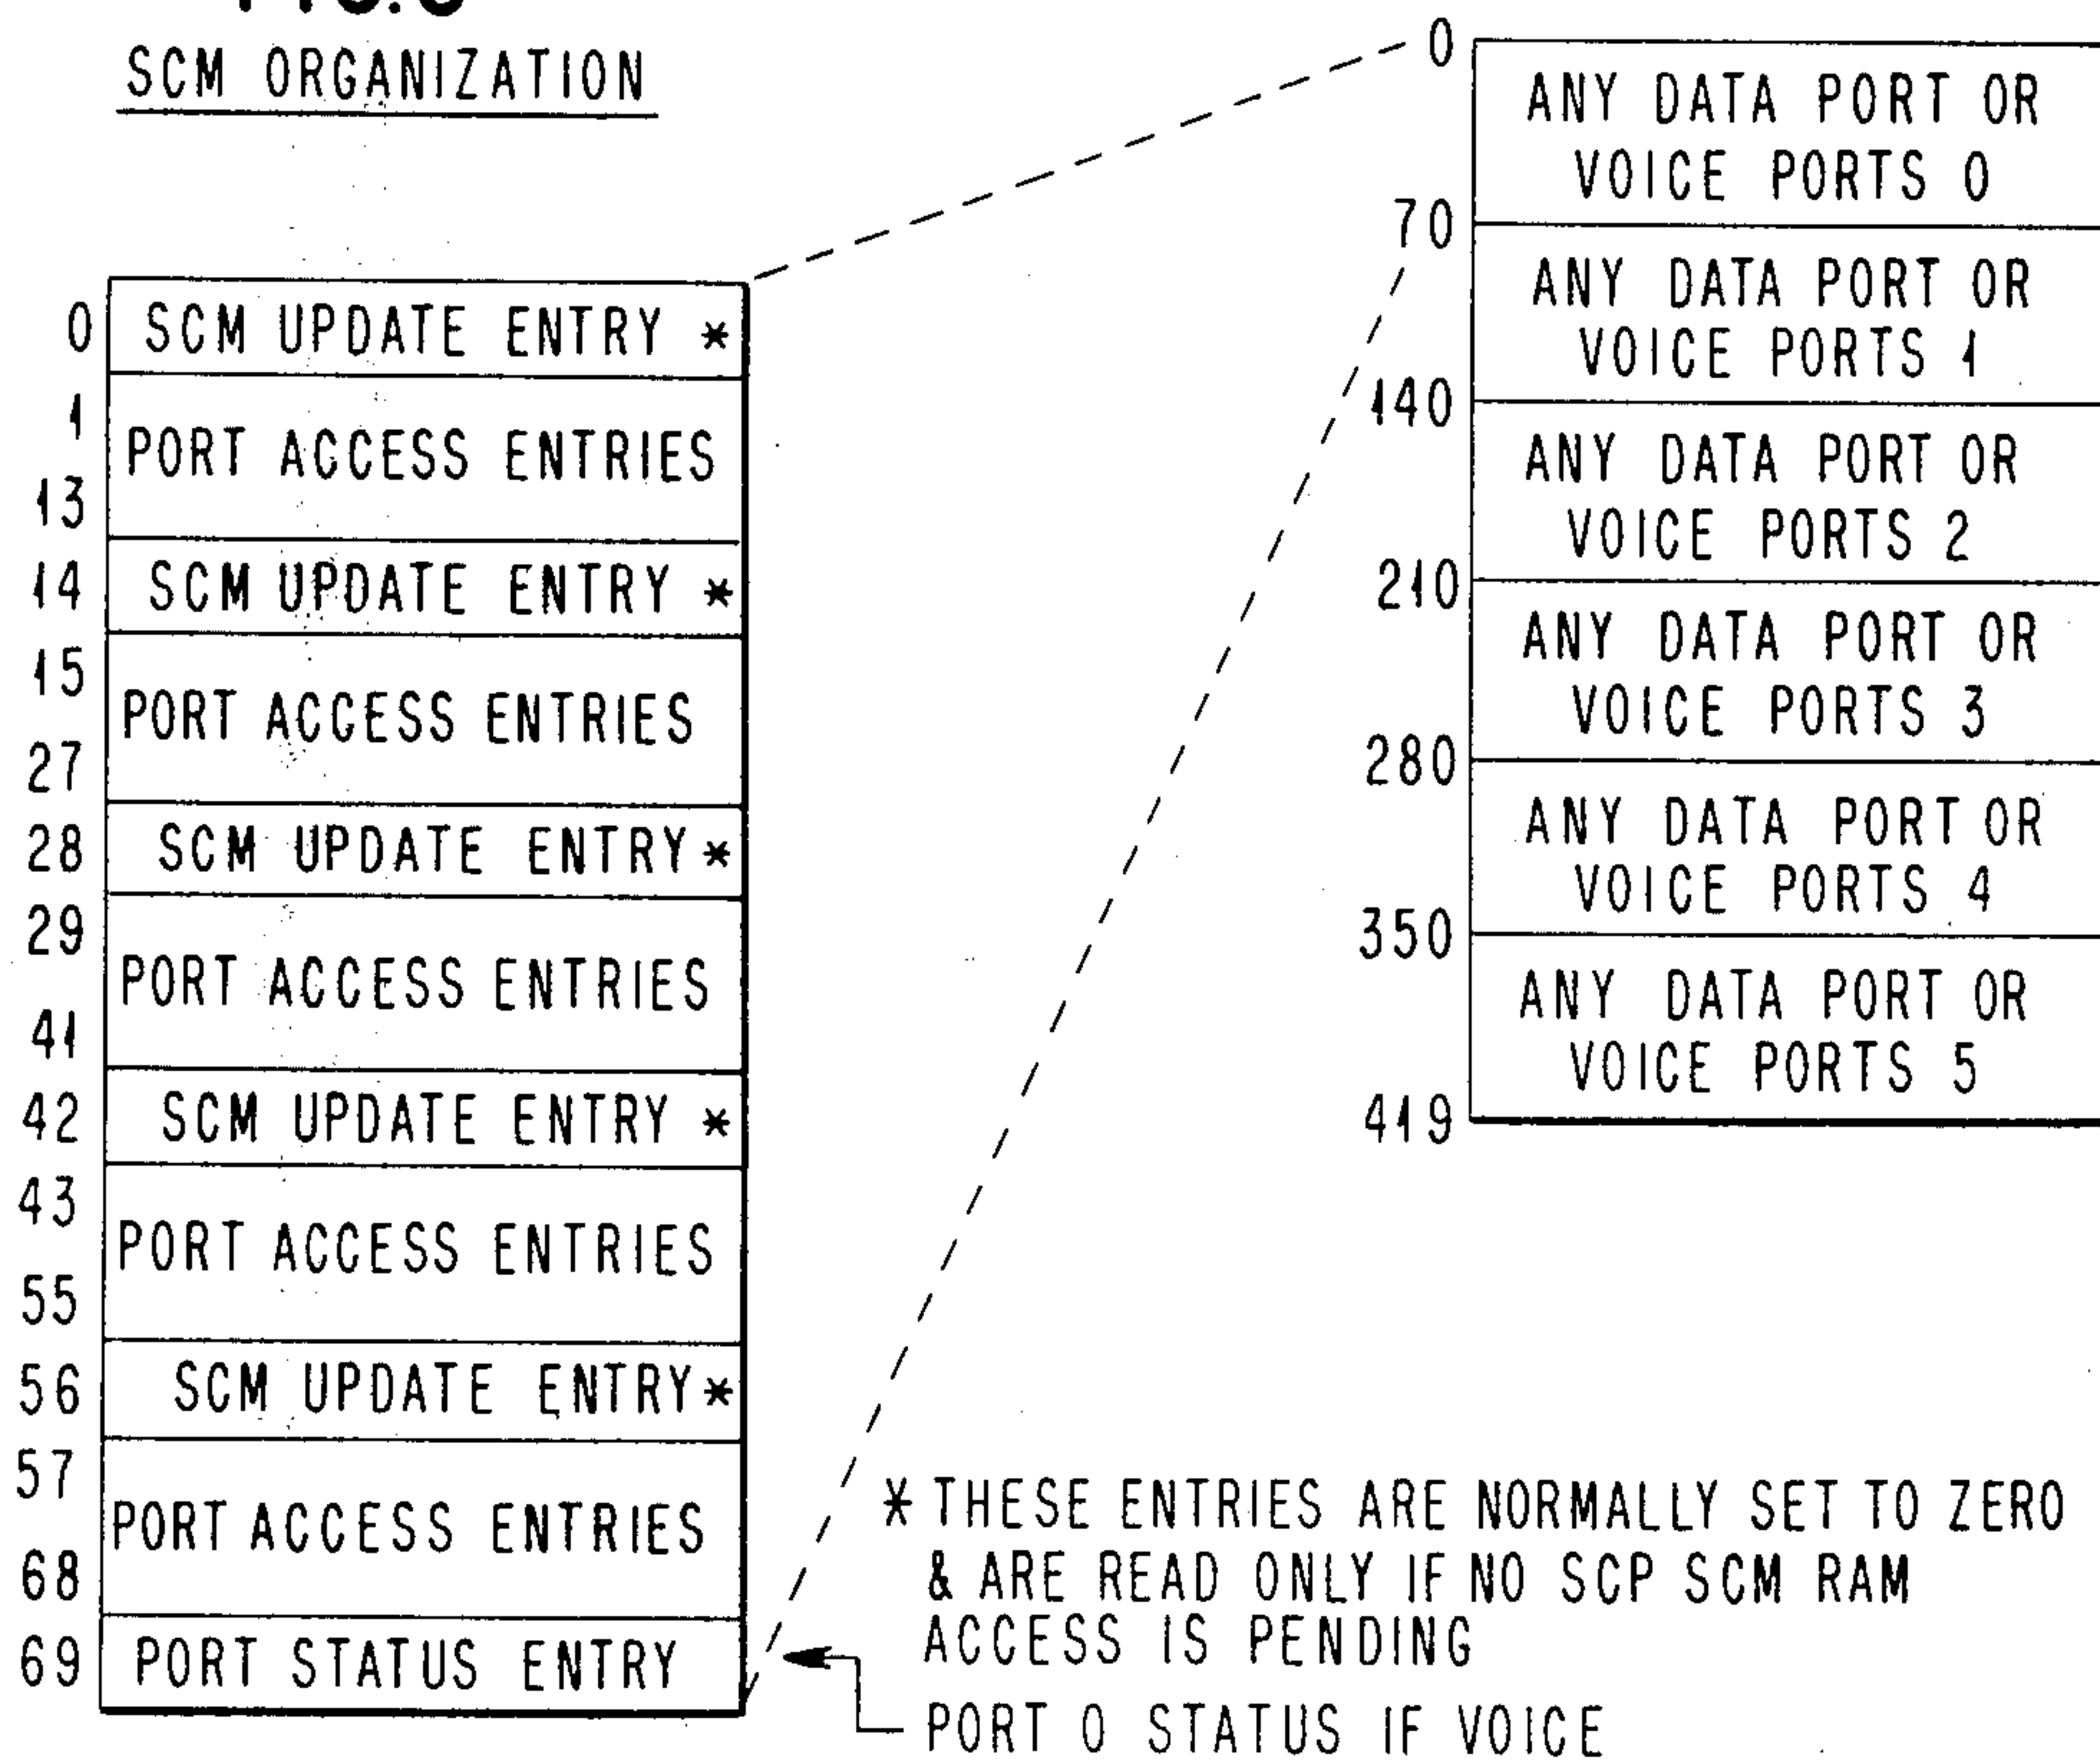 SCM ORGANIZATION
0 SCM UPDATE ENTRY *
1
PORT ACCESS ENTRIES
13
14 SCM UPDATE ENTRY *
15
PORT ACCESS ENTRIES
27
28 SCM UPDATE ENTRY *
29
PORT ACCESS ENTRIES
41
42 SCM UPDATE ENTRY *
43
PORT ACCESS ENTRIES
55
56 SCM UPDATE ENTRY *
57
PORT ACCESS ENTRIES
68
69 PORT STATUS ENTRY
0
ANY DATA PORT OR
VOICE PORTS 0
70
ANY DATA PORT OR
VOICE PORTS 1
140
ANY DATA PORT OR
VOICE PORTS 2
210
ANY DATA PORT OR
VOICE PORTS 3
280
ANY DATA PORT OR
VOICE PORTS 4
350
ANY DATA PORT OR
VOICE PORTS 5
419
* THESE ENTRIES ARE NORMALLY SET TO ZERO
& ARE READ ONLY IF NO SCP SCM RAM
ACCESS IS PENDING
PORT 0 STATUS IF VOICE